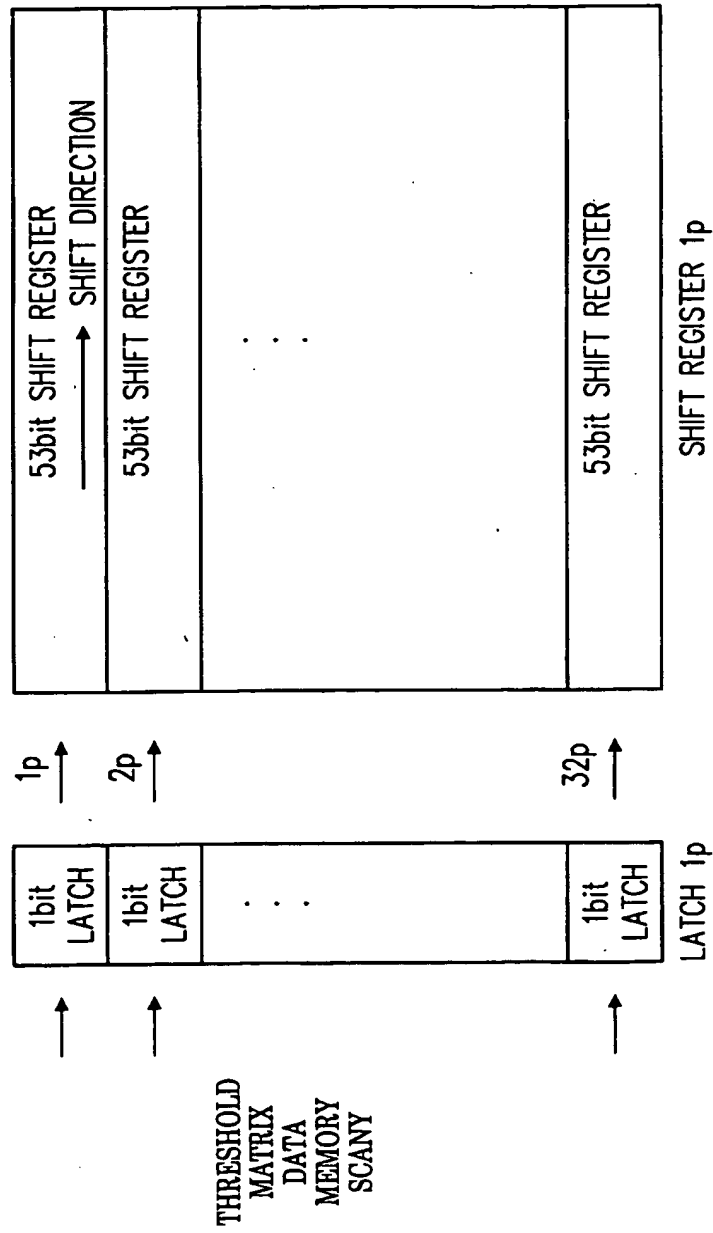 THRESHOLD
MATRIX
DATA
MEMORY
SCANY
1bit
LATCH
1bit
LATCH
. . .
1bit
LATCH
LATCH 1p
1p
2p
32p
53bit SHIFT REGISTER
SHIFT DIRECTION
53bit SHIFT REGISTER
. . .
53bit SHIFT REGISTER
SHIFT REGISTER 1p